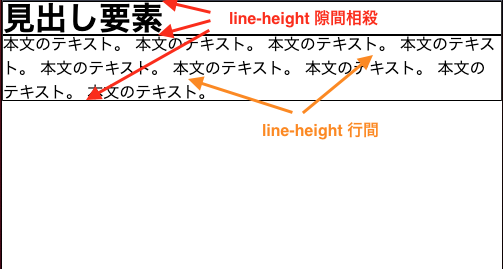 見出し要素
line-height 隙間相殺
本文のテキスト。 本文のテキスト。 本文のテキスト。 本文のテキス
ト。 本文のテキスト。 本文のテキスト。 本文のテキスト。 本文の
テキスト。 本文のテキスト。
line-height 行間